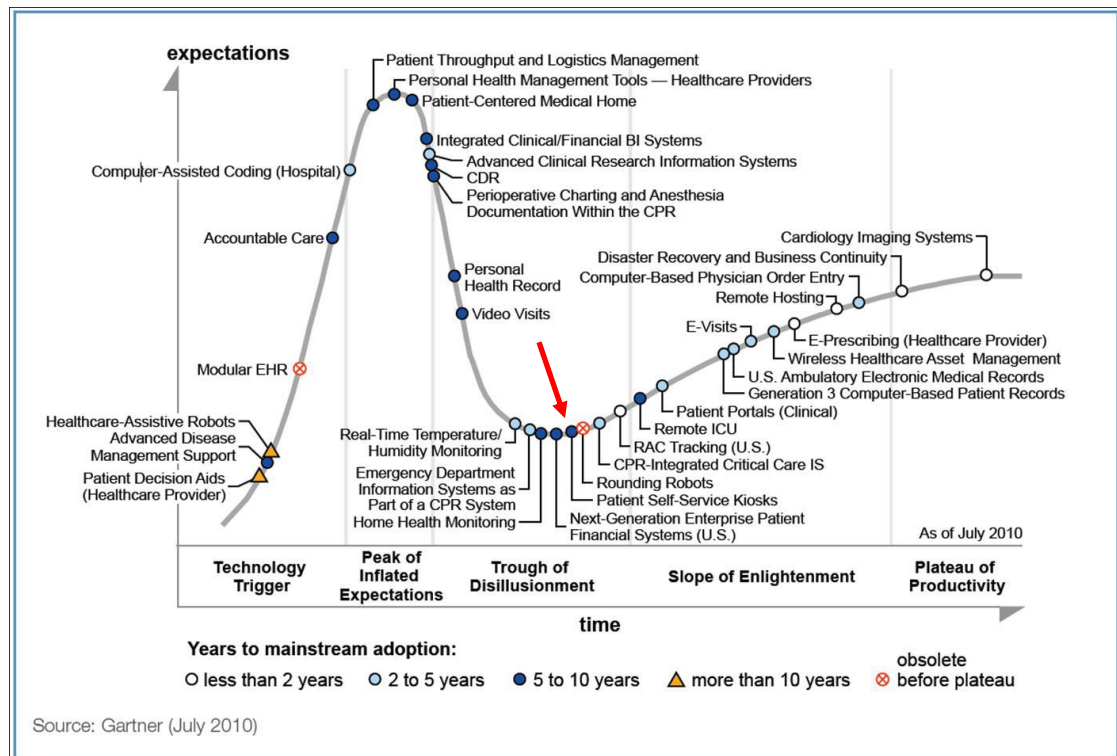 expectations
Patient Throughput and Logistics Management
Personal Health Management Tools — Healthcare Providers
Patient-Centered Medical Home
Integrated Clinical/Financial BI Systems
Advanced Clinical Research Information Systems
Computer-Assisted Coding (Hospital)
CDR
Perioperative Charting and Anesthesia
Documentation Within the CPR
Accountable Care
Cardiology Imaging Systems
Disaster Recovery and Business Continuity
Personal
Health Record
Computer-Based Physician Order Entry
Remote Hosting
Video Visits
E-Visits
E-Prescribing (Healthcare Provider)
Wireless Healthcare Asset Management
Modular EHR
U.S. Ambulatory Electronic Medical Records
Generation 3 Computer-Based Patient Records
Healthcare-Assistive Robots
Advanced Disease
Management Support
Patient Decision Aids
(Healthcare Provider)
Real-Time Temperature/
Humidity Monitoring
Emergency Department
Information Systems as
Part of a CPR System
Home Health Monitoring
Patient Portals (Clinical)
Remote ICU
RAC Tracking (U.S.)
CPR-Integrated Critical Care IS
Rounding Robots
Patient Self-Service Kiosks
Next-Generation Enterprise Patient
Financial Systems (U.S.)
As of July 2010
Technology
Trigger
Peak of
Inflated
Expectations
Trough of
Disillusionment
Slope of Enlightenment
Plateau of
Productivity
time
Years to mainstream adoption:
less than 2 years
2 to 5 years
5 to 10 years
more than 10 years
obsolete
before plateau
Source: Gartner (July 2010)